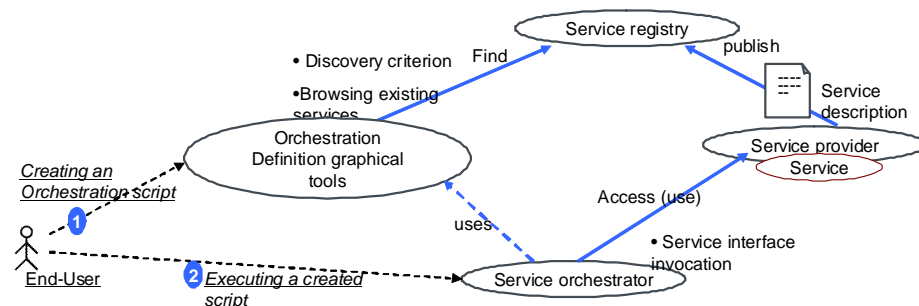 Service registry
Find
publish
• Discovery criterion
•Browsing existing
services
Service
description
Orchestration
Definition graphical
tools
Service provider
Service
Creating an
Orchestration script
1
Access (use)
uses
• Service interface
invocation
End-User
2
Executing a created
script
Service orchestrator